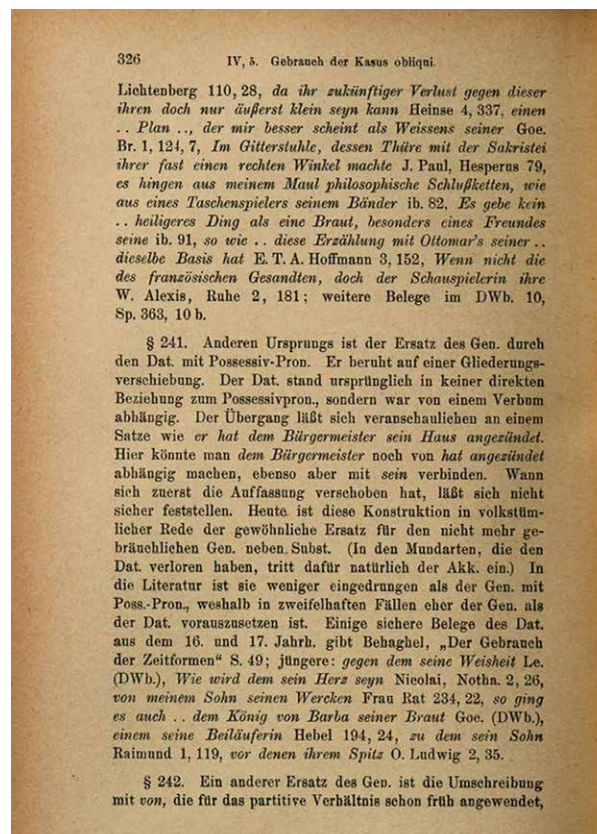 326 IV, 5. Gebrauch der Kasus obliqui.
Lichtenberg 110, 28, da ihr zukünftiger Verlust gegen dieser
ihren doch nur äußerst klein seyn kann Heinse 4, 337, einen
. . Plan . ., der mir besser scheint als Weissens seiner Goe.
Br. 1, 124, 7, Im Gitterstuhle, dessen Thüre mit der Sakristei
ihrer fast einen rechten Winkel machte J. Paul, Hesperus 79,
es hingen aus meinem Maul philosophische Schlußketten, wie
aus eines Taschenspielers seinem Bänder ib. 82, Es gebe kein
. . heiligeres Ding als eine Braut, besonders eines Freundes
seine ib. 91, so wie . . diese Erzählung mit Ottomar's seiner . .
dieselbe Basis hat E. T. A. Hoffmann 3, 152, Wenn nicht die
des französischen Gesandten, doch der Schauspielerin ihre
W. Alexis, Ruhe 2, 181; weitere Belege im DWb. 10,
Sp. 363, 10 b.
§ 241. Anderen Ursprungs ist der Ersatz des Gen. durch
den Dat. mit Possessiv-Pron. Er beruht auf einer Gliederungs-
verschiebung. Der Dat. stand ursprünglich in keiner direkten
Beziehung zum Possessivpron., sondern war von einem Verbum
abhängig. Der Übergang läßt sich veranschaulichen an einem
Satze wie er hat dem Bürgermeister sein Haus angezündet.
Hier könnte man dem Bürgermeister noch von hat angezündet
abhängig machen, ebenso aber mit sein verbinden. Wann
sich zuerst die Auffassung verschoben hat, läßt sich nicht
sicher feststellen. Heute ist diese Konstruktion in volkstüm-
licher Rede der gewöhnliche Ersatz für den nicht mehr ge-
bräuchlichen Gen. neben Subst. (In den Mundarten, die den
Dat. verloren haben, tritt dafür natürlich der Akk. ein.) In
die Literatur ist sie weniger eingedrungen als der Gen. mit
Poss.-Pron., weshalb in zweifelhaften Fällen eher der Gen. als
der Dat. vorauszusetzen ist. Einige sichere Belege des Dat.
aus dem 16. und 17. Jahrh. gibt Behaghel, „Der Gebrauch
der Zeitformen“ S. 49; jüngere: gegen dem seine Weisheit Le.
(DWb.), Wie wird dem sein Herz seyn Nicolai, Notha. 2, 26,
von meinem Sohn seinen Wercken Frau Rat 234, 22, so ging
es auch . . dem König von Barba seiner Braut Goe. (DWb.),
einem seine Beiläuferin Hebel 194, 24, zu dem sein Sohn
Raimund 1, 119, vor denen ihrem Spitz O. Ludwig 2, 35.
§ 242. Ein anderer Ersatz des Gen. ist die Umschreibung
mit von, die für das partitive Verhältnis schon früh angewendet,